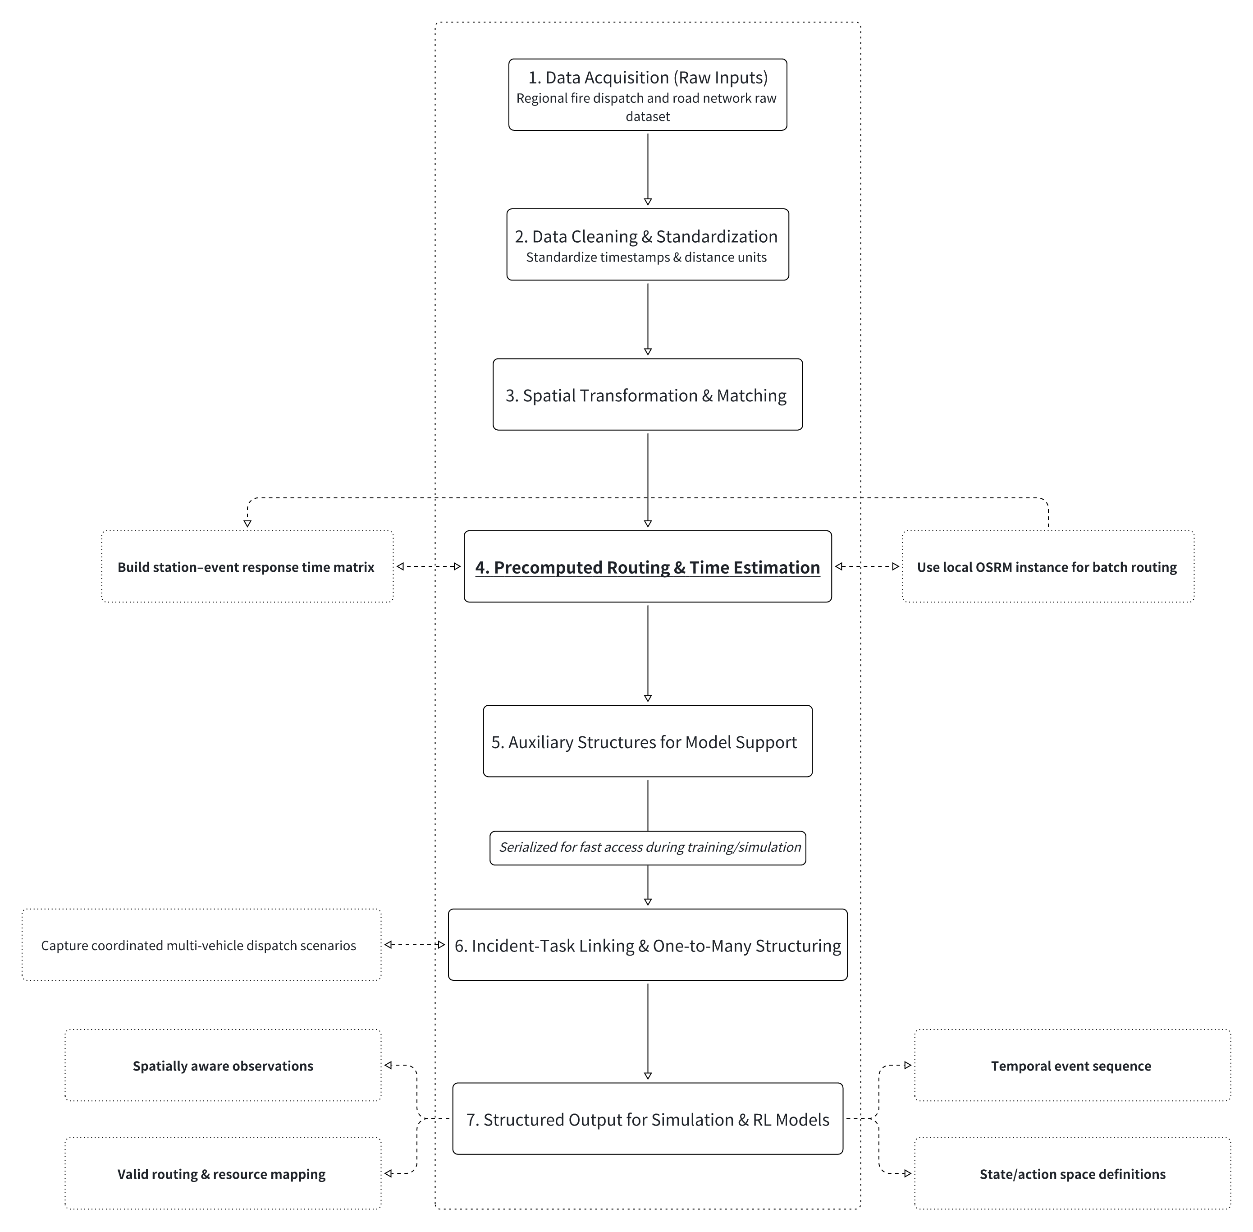 1. Data Acquisition (Raw Inputs)
Regional fire dispatch and road network raw
dataset
2. Data Cleaning & Standardization
Standardize timestamps & distance units
3. Spatial Transformation & Matching
Build station–event response time matrix
4. Precomputed Routing & Time Estimation
Use local OSRM instance for batch routing
5. Auxiliary Structures for Model Support
Serialized for fast access during training/simulation
Capture coordinated multi-vehicle dispatch scenarios
6. Incident-Task Linking & One-to-Many Structuring
Spatially aware observations
Temporal event sequence
7. Structured Output for Simulation & RL Models
Valid routing & resource mapping
State/action space definitions